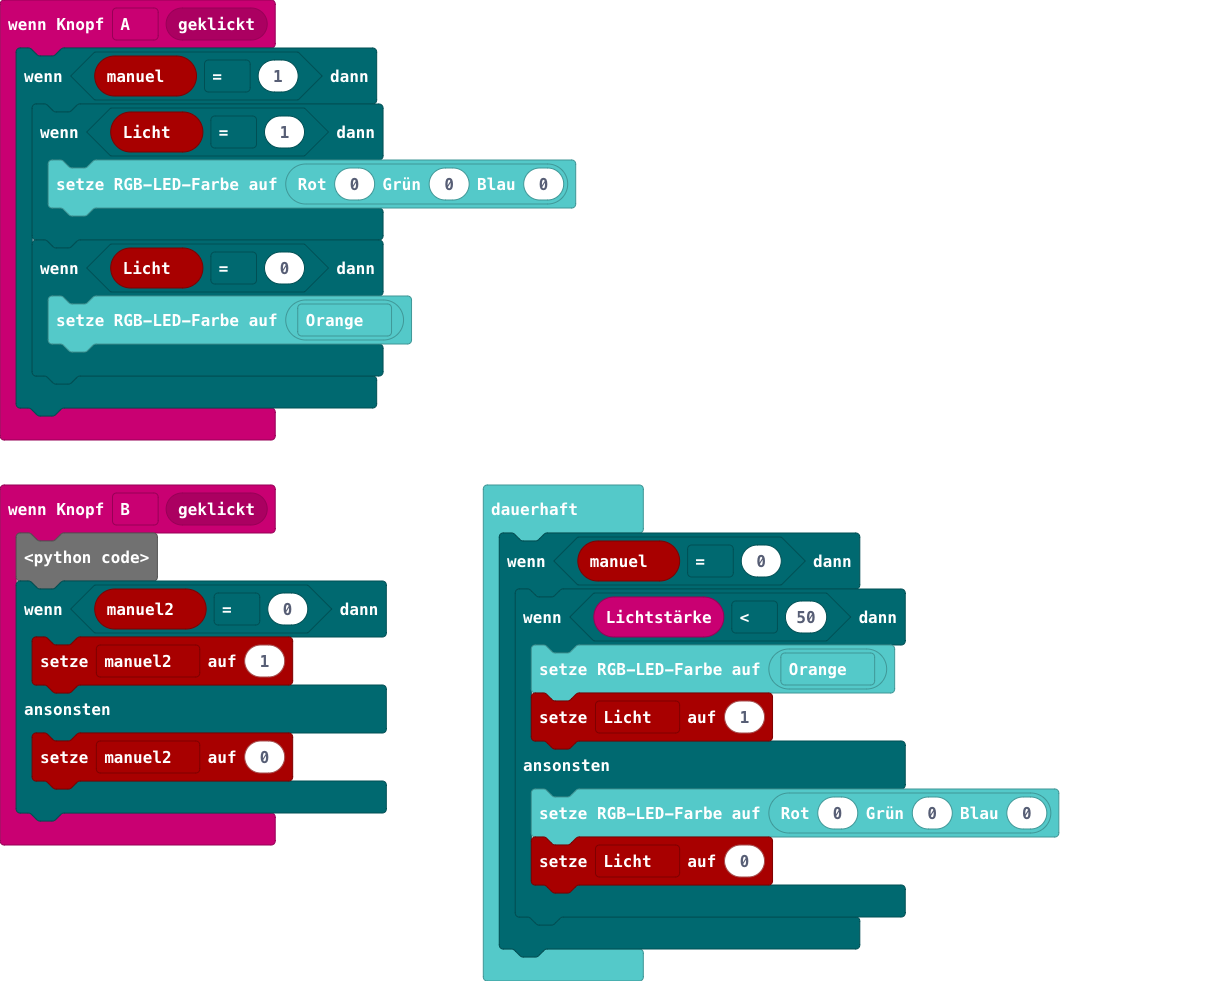 wenn Knopf A geklickt
wenn manuel = 1 dann
wenn Licht = 1 dann
setze RGB-LED-Farbe auf Rot 0 Grün 0 Blau 0
wenn Licht = 0 dann
setze RGB-LED-Farbe auf Orange
wenn Knopf B geklickt
<python code>
wenn manuel2 = 0 dann
setze manuel2 auf 1
ansonsten
setze manuel2 auf 0
dauerhaft
wenn manuel = 0 dann
wenn Lichtstärke < 50 dann
setze RGB-LED-Farbe auf Orange
setze Licht auf 1
ansonsten
setze RGB-LED-Farbe auf Rot 0 Grün 0 Blau 0
setze Licht auf 0